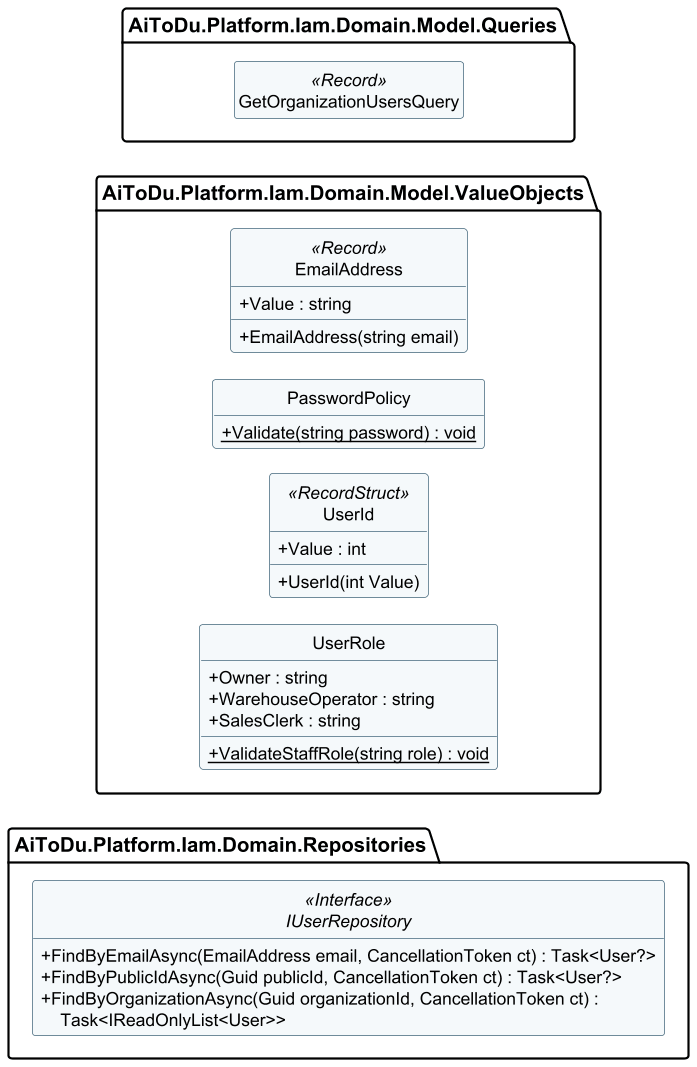 AiToDu.Platform.Iam.Domain.Model.Queries
«Record»
GetOrganizationUsersQuery
AiToDu.Platform.Iam.Domain.Model.ValueObjects
«Record»
EmailAddress
+Value : string
+EmailAddress(string email)
PasswordPolicy
+Validate(string password) : void
«RecordStruct»
UserId
+Value : int
+UserId(int Value)
UserRole
+Owner : string
+WarehouseOperator : string
+SalesClerk : string
+ValidateStaffRole(string role) : void
AiToDu.Platform.Iam.Domain.Repositories
«Interface»
IUserRepository
+FindByEmailAsync(EmailAddress email, CancellationToken ct) : Task<User?>
+FindByPublicIdAsync(Guid publicId, CancellationToken ct) : Task<User?>
+FindByOrganizationAsync(Guid organizationId, CancellationToken ct) :
Task<IReadOnlyList<User>>